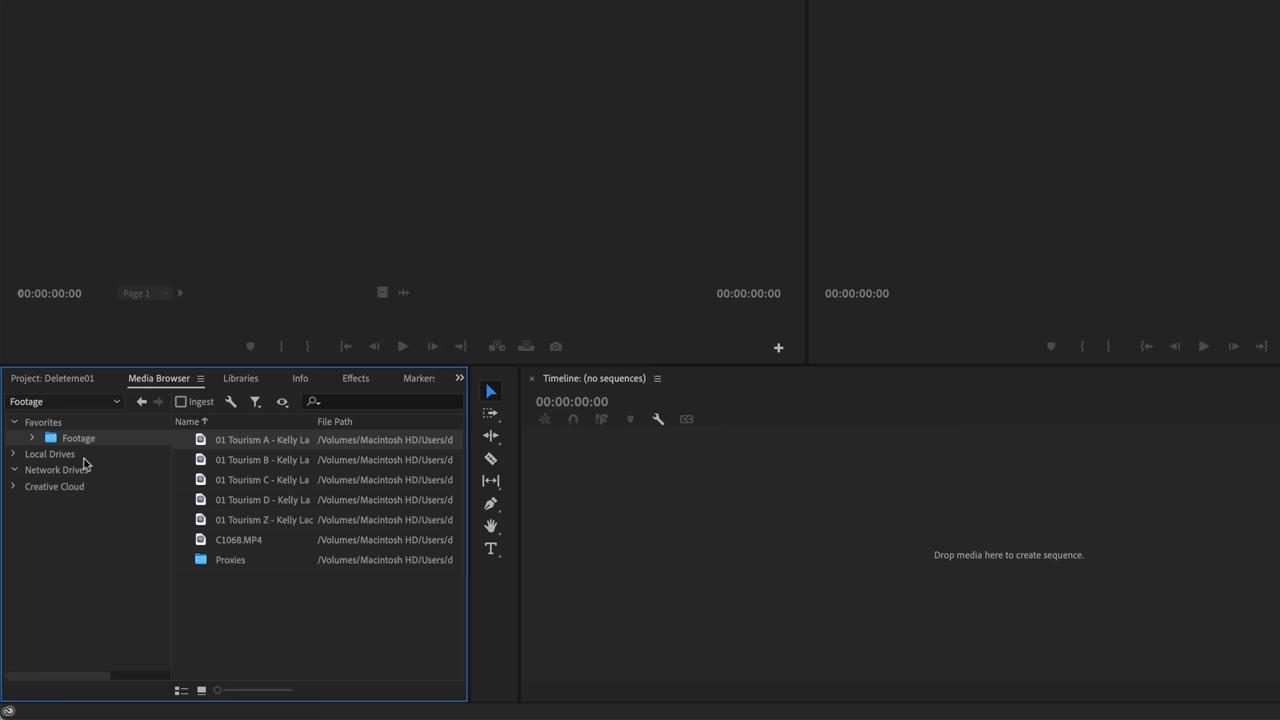 00:00:00:00 Page 1 00:00:00:00 00:00:00:00
Project: Deleteme01 Media Browser Libraries Info Effects Marker:
Timeline: (no sequences)
Footage Ingest
00:00:00:00
Favorites
Footage
Local Drives
Network Drives
Creative Cloud
Name File Path
01 Tourism A - Kelly La /Volumes/Macintosh HD/Users/d
01 Tourism B - Kelly La /Volumes/Macintosh HD/Users/d
01 Tourism C - Kelly La /Volumes/Macintosh HD/Users/d
01 Tourism D - Kelly La /Volumes/Macintosh HD/Users/d
01 Tourism Z - Kelly Lac /Volumes/Macintosh HD/Users/d
C1068.MP4 /Volumes/Macintosh HD/Users/d
Proxies /Volumes/Macintosh HD/Users/d
Drop media here to create sequence.